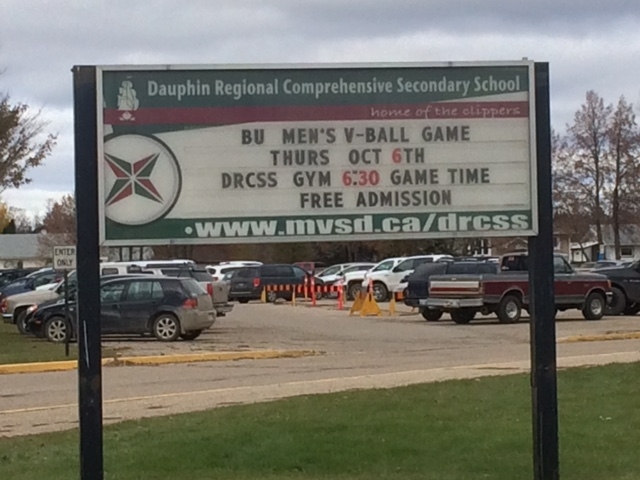 Dauphin Regional Comprehensive Secondary School
home of the clippers
BU MEN'S V-BALL GAME
THURS OCT 6TH
DRCSS GYM 6:30 GAME TIME
FREE ADMISSION
•www.mvsd.ca/drcss
ENTER
ONLY